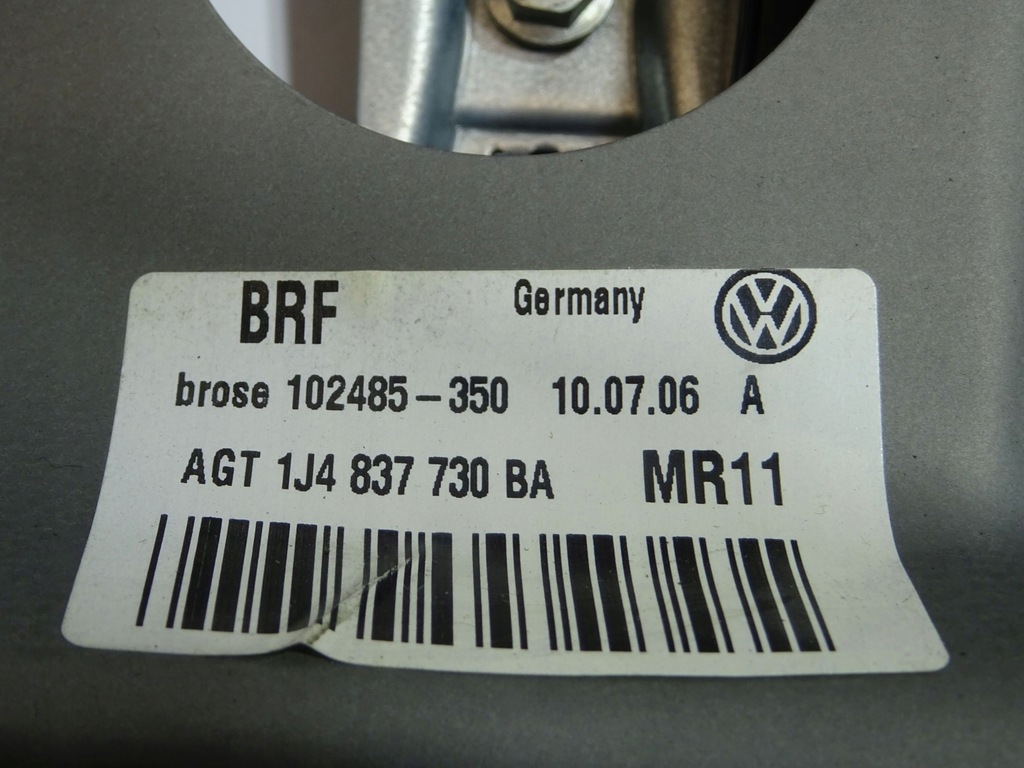 BRF Germany
brose 102485-350 10.07.06 A
AGT 1J4 837 730 BA MR11